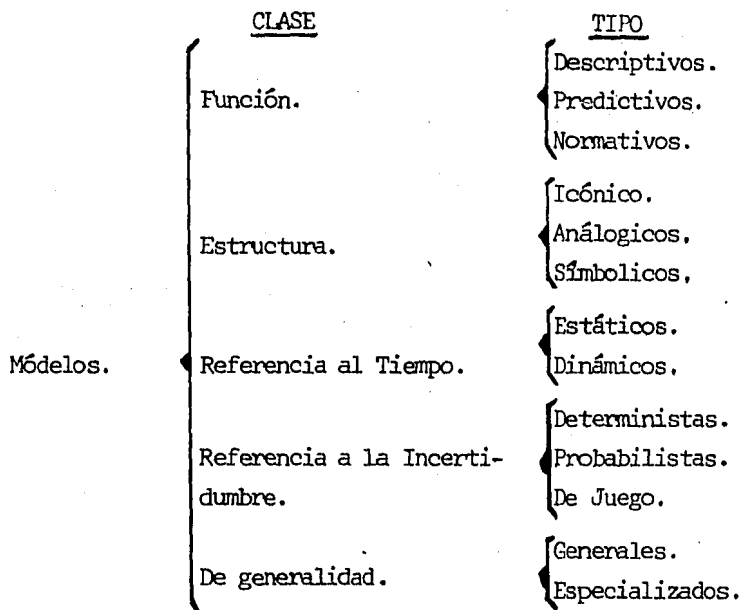 CLASE TIPO
Descriptivos.
Función. Predictivos.
Normativos.
Icónico.
Estructura. Análogicos.
Símbolicos.
Estáticos.
Módelos. Referencia al Tiempo. Dinámicos.
Deterministas.
Referencia a la Incerti- Probabilistas.
dumbre. De Juego.
Generales.
De generalidad. Especializados.